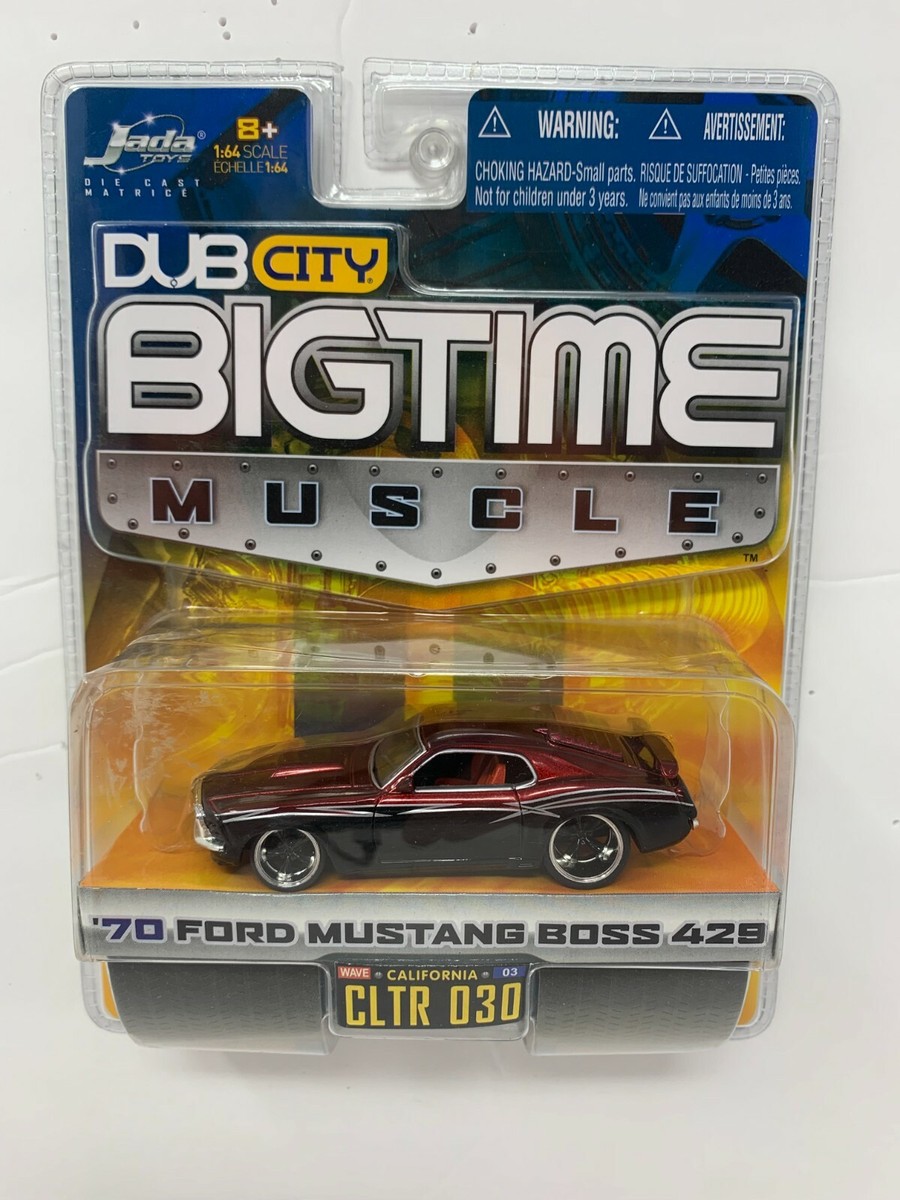 Jada®
TOYS
DIE CAST
MATRICÉ
8+
1:64 SCALE
ECHELLE 1:64
WARNING:
CHOKING HAZARD-Small parts.
Not for children under 3 years.
AVERTISSEMENT:
RISQUE DE SUFFOCATION - Petites pièces.
Ne convient pas aux enfants de moins de 3 ans.
DUB CITY®
BIGTIME
MUSCLE
TM
'70 FORD MUSTANG BOSS 429
WAVE CALIFORNIA 03
CLTR 030